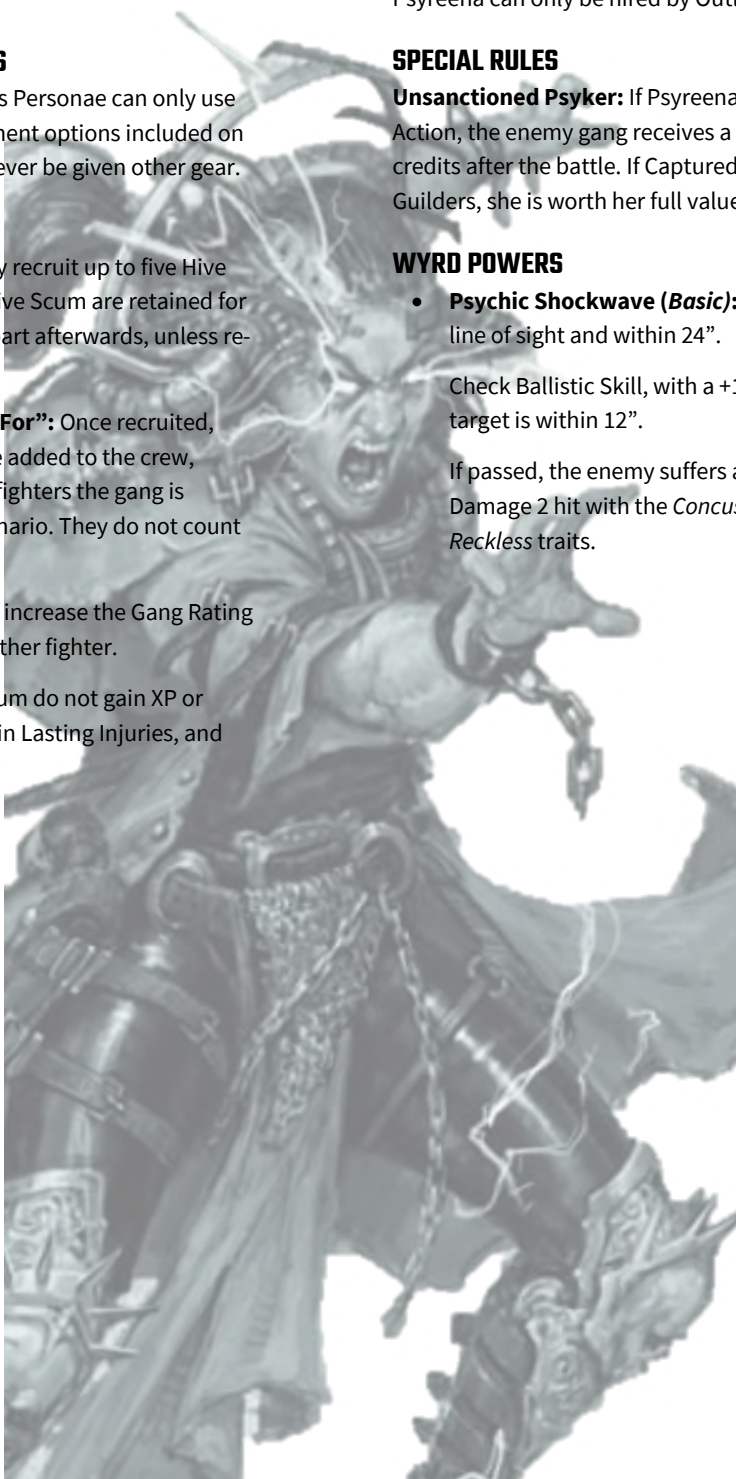 s Personae can only use
ment options included on
ever be given other gear.
y recruit up to five Hive
ive Scum are retained for
art afterwards, unless re-
For”: Once recruited,
e added to the crew,
fighters the gang is
nario. They do not count
increase the Gang Rating
ther fighter.
um do not gain XP or
in Lasting Injuries, and
Psyreena can only be hired by Outl
SPECIAL RULES
Unsanctioned Psyker: If Psyreena
Action, the enemy gang receives a
credits after the battle. If Captured
Guilders, she is worth her full value
WYRD POWERS
• Psychic Shockwave (Basic):
line of sight and within 24”.
Check Ballistic Skill, with a +1
target is within 12”.
If passed, the enemy suffers a
Damage 2 hit with the Concus
Reckless traits.